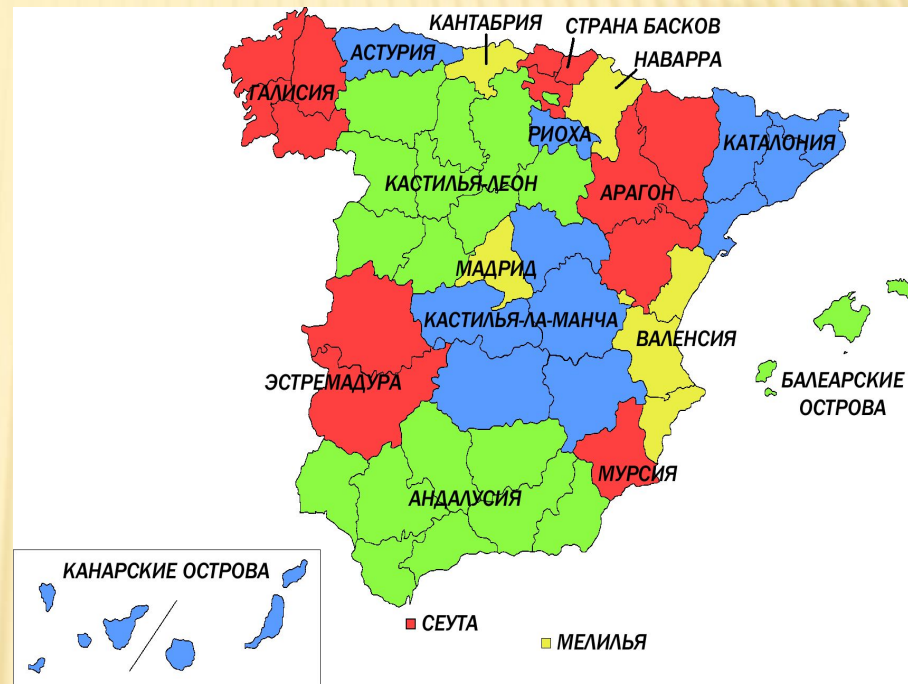 КАНТАБРИЯ
СТРАНА БАСКОВ
АСТУРИЯ
НАВАРРА
ГАЛИСИЯ
РИОХА
КАТАЛОНИЯ
КАСТИЛЬЯ-ЛЕОН
АРАГОН
МАДРИД
КАСТИЛЬЯ-ЛА-МАНЧА
ВАЛЕНСИЯ
ЭСТРЕМАДУРА
БАЛЕАРСКИЕ
ОСТРОВА
МУРСИЯ
АНДАЛУСИЯ
КАНАРСКИЕ ОСТРОВА
СЕУТА
МЕЛИЛЬЯ